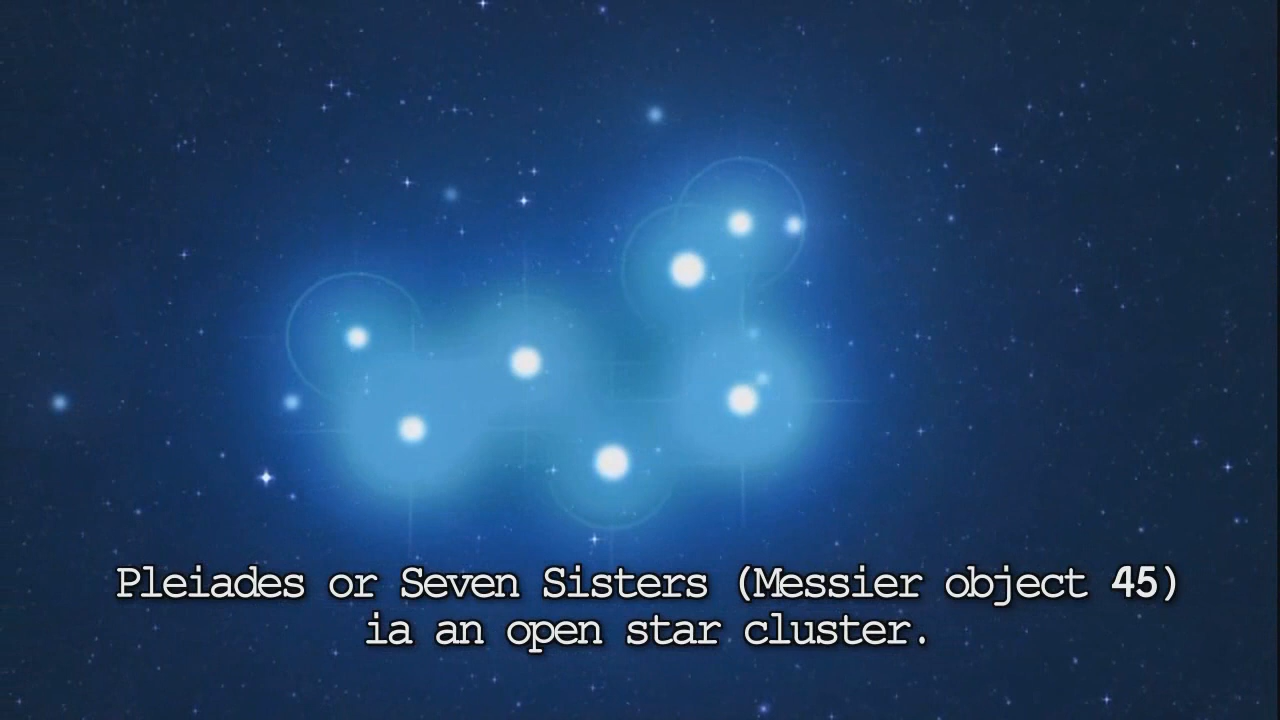 Pleiades or Seven Sisters (Messier object 45)
ia an open star cluster.